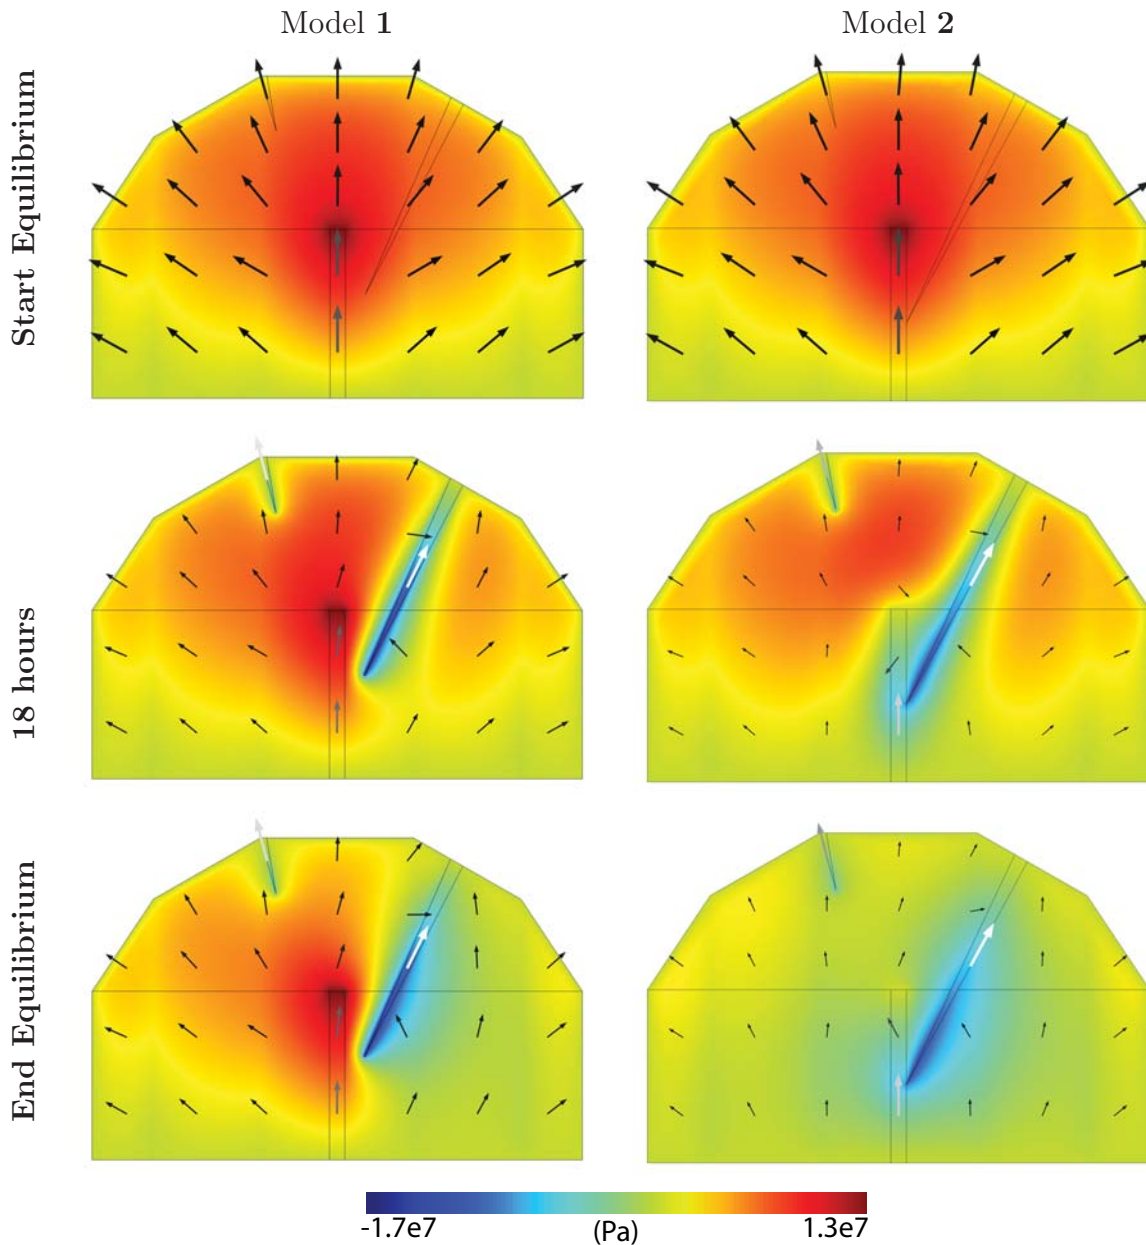 Model 1
Model 2
Start Equilibrium
18 hours
End Equilibrium
-1.7e7
(Pa)
1.3e7